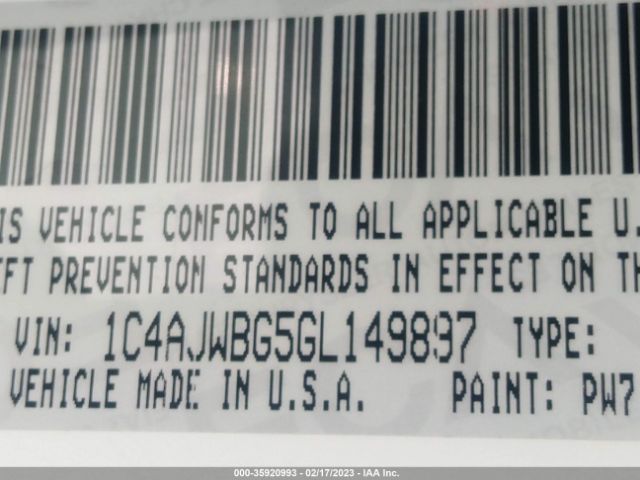 IS VEHICLE CONFORMS TO ALL APPLICABLE U.
EFT PREVENTION STANDARDS IN EFFECT ON TH
VIN: 1C4AJWBG5GL149897 TYPE:
VEHICLE MADE IN U.S.A. PAINT: PW7
000-35920993 - 02/17/2023 - IAA Inc.